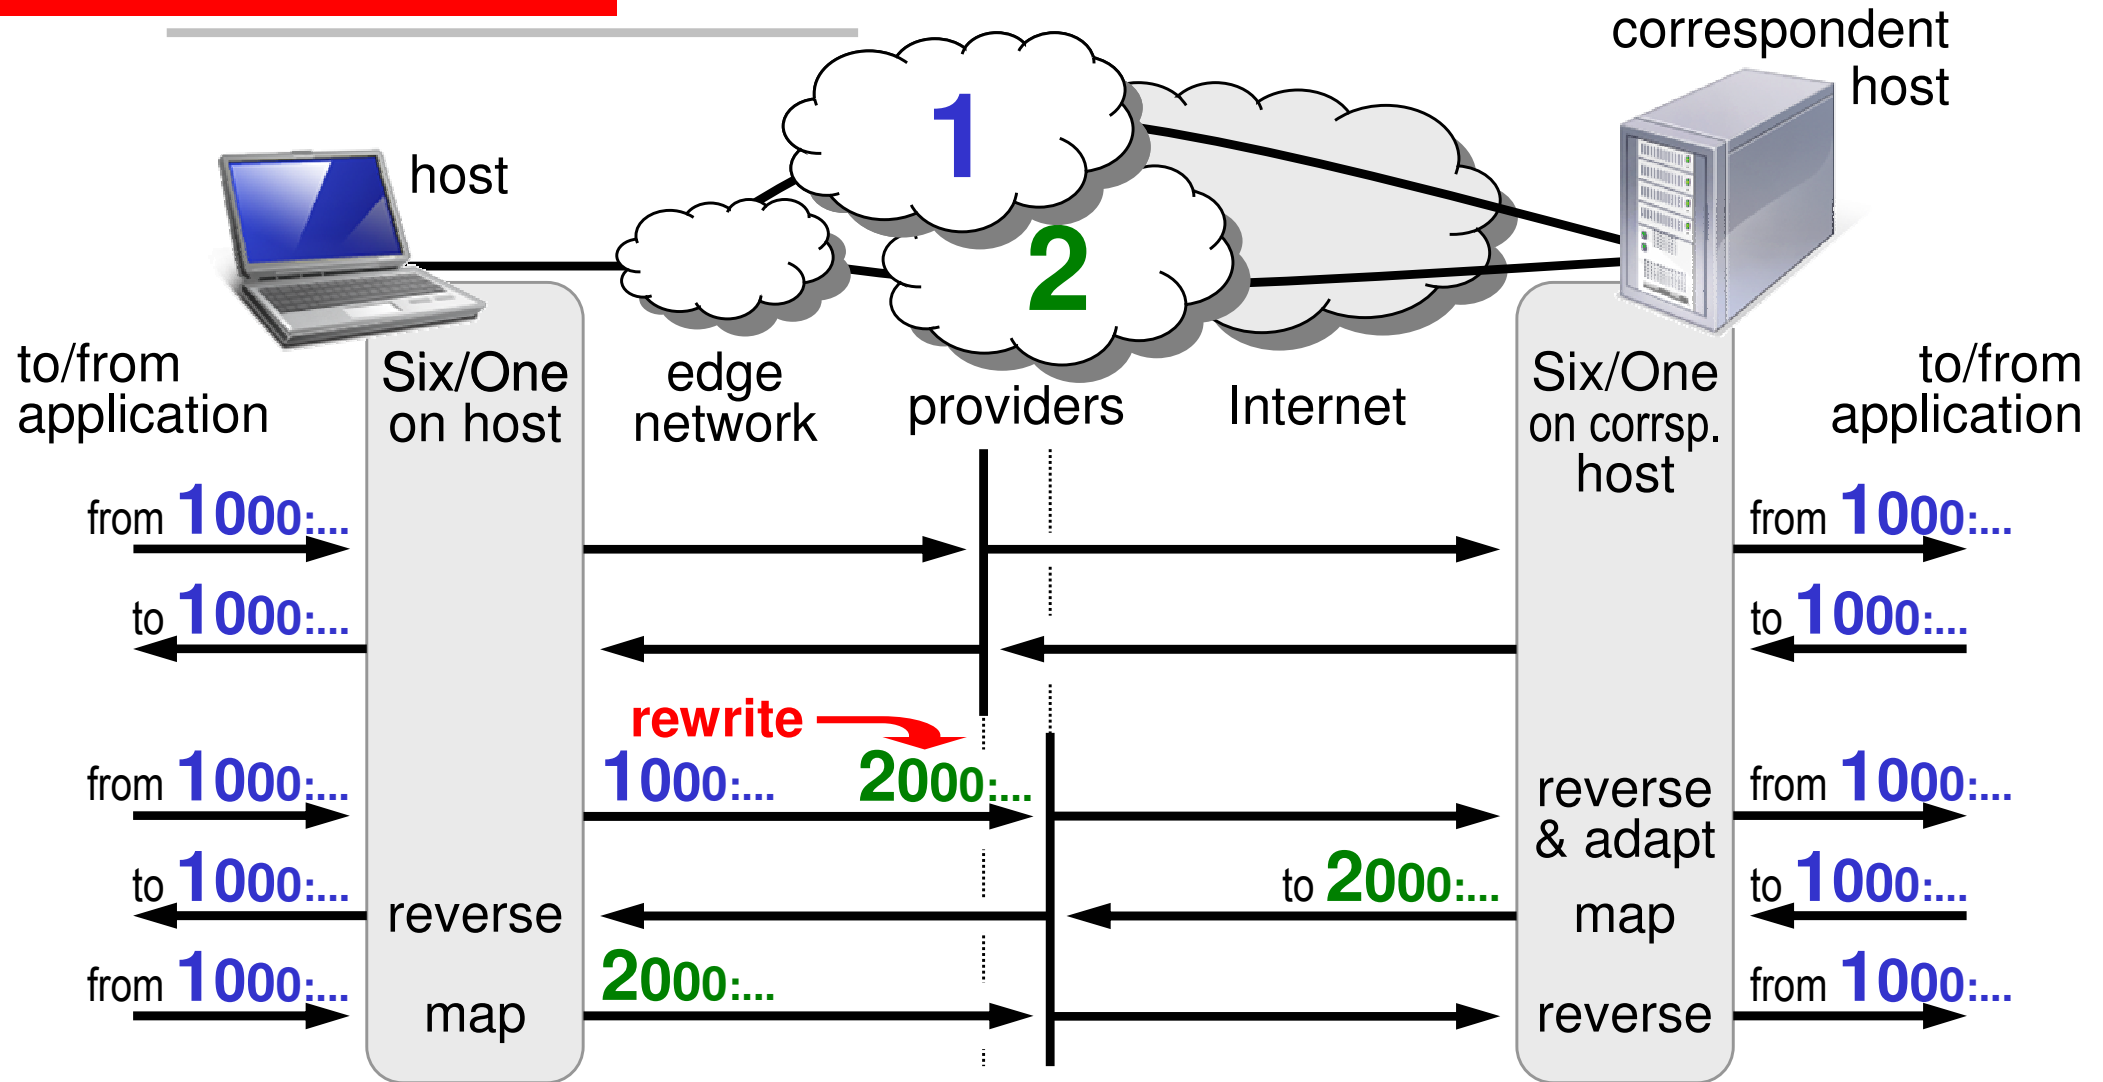 correspondent
host
1
host
2
to/from
application
Six/One
on host
edge
network
providers
Internet
Six/One
on corrsp.
host
to/from
application
from 1000:...
from 1000:...
to 1000:...
to 1000:...
rewrite
from 1000:...
1000:...
2000:...
reverse
& adapt
from 1000:...
to 1000:...
reverse
to 2000:...
map
to 1000:...
from 1000:...
map
2000:...
reverse
from 1000:...